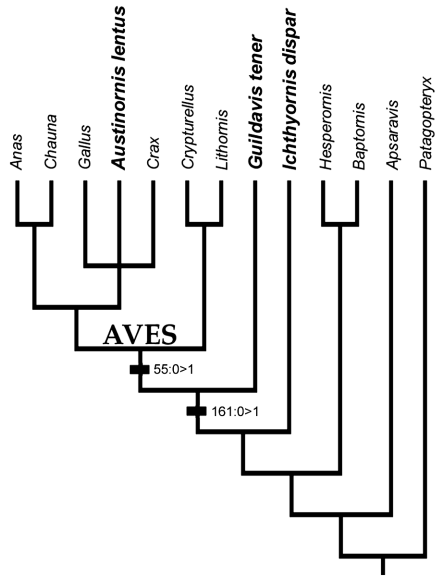 Anas
Chauna
Gallus
Austinornis lentus
Crax
Crypturellus
Lithornis
Guildavis tener
Ichthyornis dispar
Hesperornis
Baptornis
Apsaravis
Patagopteryx
AVES
55:0>1
161:0>1